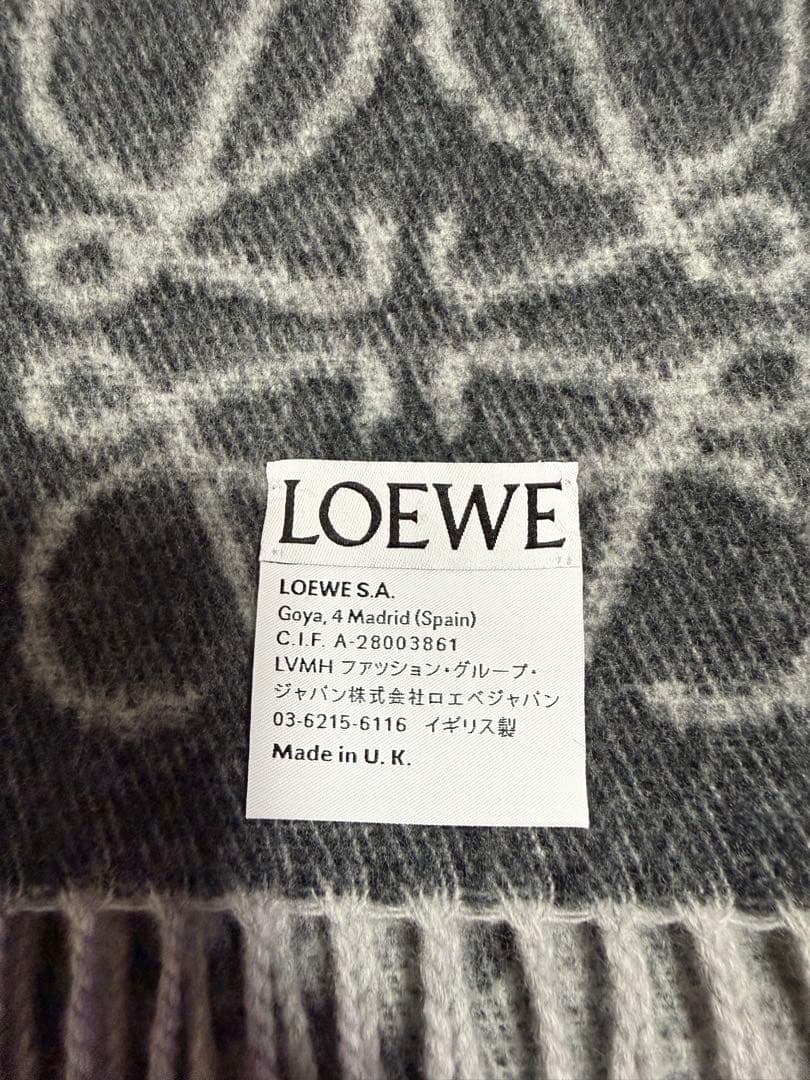 LOEWE
LOEWE S.A.
Goya, 4 Madrid (Spain)
C.I.F. A-28003861
LVMH ファッション・グループ・
ジャパン株式会社ロエベジャパン
03-6215-6116 イギリス製
Made in U. K.